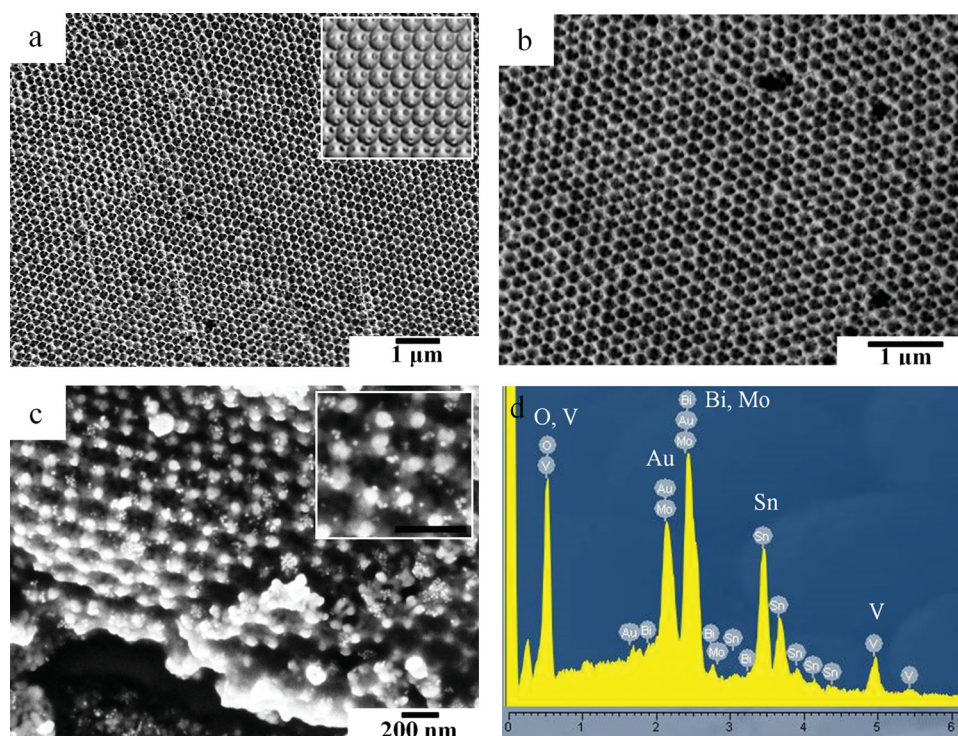 a
1 μm
b
1 μm
c
200 nm
d
O, V
O
V
Au
Au
Mo
Bi, Mo
Bi
Au
Mo
Sn
Sn
Sn
V
V
V
Au
Bi
Bi
Mo
Sn
Bi
Sn
Sn
Sn
0 1 2 3 4 5 6